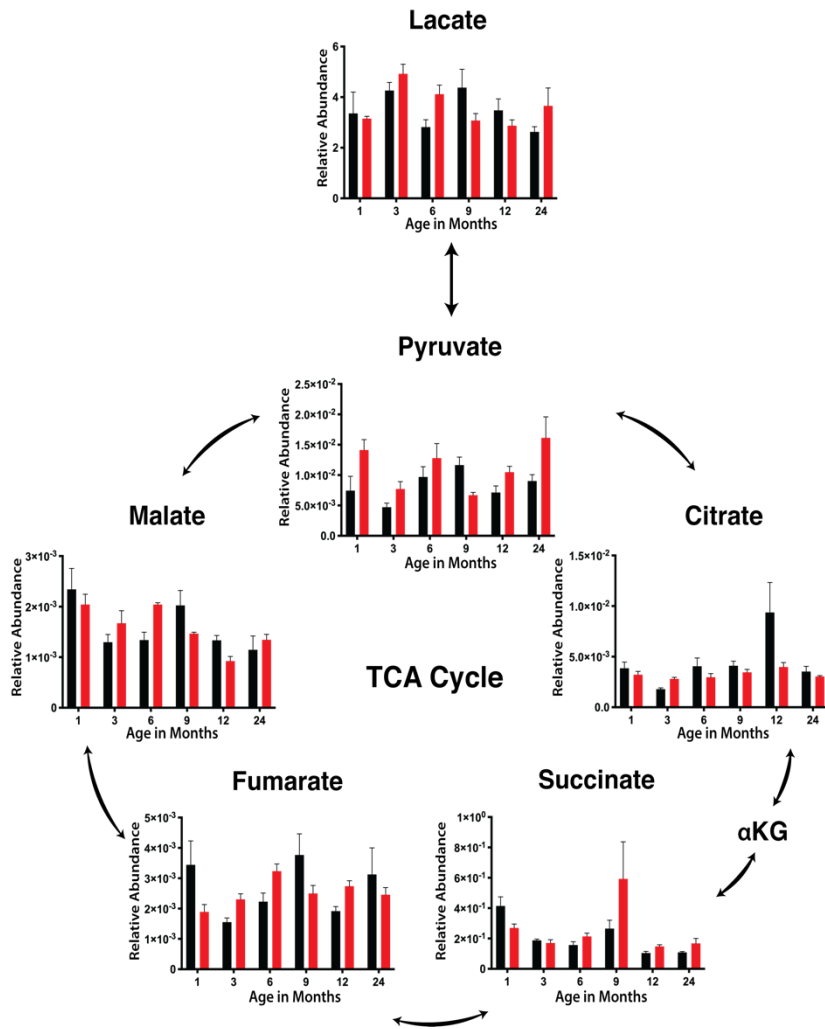 Lacate
Relative Abundance
6
4
2
0
1 3 6 9 12 24
Age in Months
Pyruvate
Relative Abundance
2.5×10⁻²
2.0×10⁻²
1.5×10⁻²
1.0×10⁻²
5.0×10⁻³
0.0
1 3 6 9 12 24
Age in Months
Malate
Relative Abundance
3×10⁻³
2×10⁻³
1×10⁻³
0
1 3 6 9 12 24
Age in Months
TCA Cycle
Citrate
Relative Abundance
1.5×10⁻²
1.0×10⁻²
5.0×10⁻³
0.0
1 3 6 9 12 24
Age in Months
Fumarate
Relative Abundance
5×10⁻³
4×10⁻³
3×10⁻³
2×10⁻³
1×10⁻³
0
1 3 6 9 12 24
Age in Months
Succinate
Relative Abundance
1×10⁰
8×10⁻¹
6×10⁻¹
4×10⁻¹
2×10⁻¹
0
1 3 6 9 12 24
Age in Months
αKG